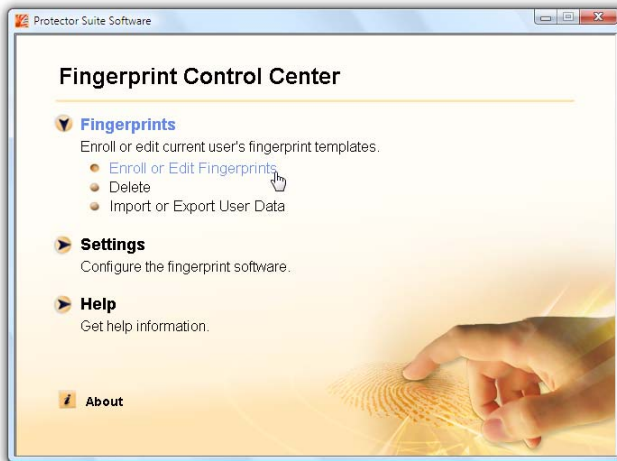 Protector Suite Software
Fingerprint Control Center
Fingerprints
Enroll or edit current user's fingerprint templates.
Enroll or Edit Fingerprints
Delete
Import or Export User Data
Settings
Configure the fingerprint software.
Help
Get help information.
About